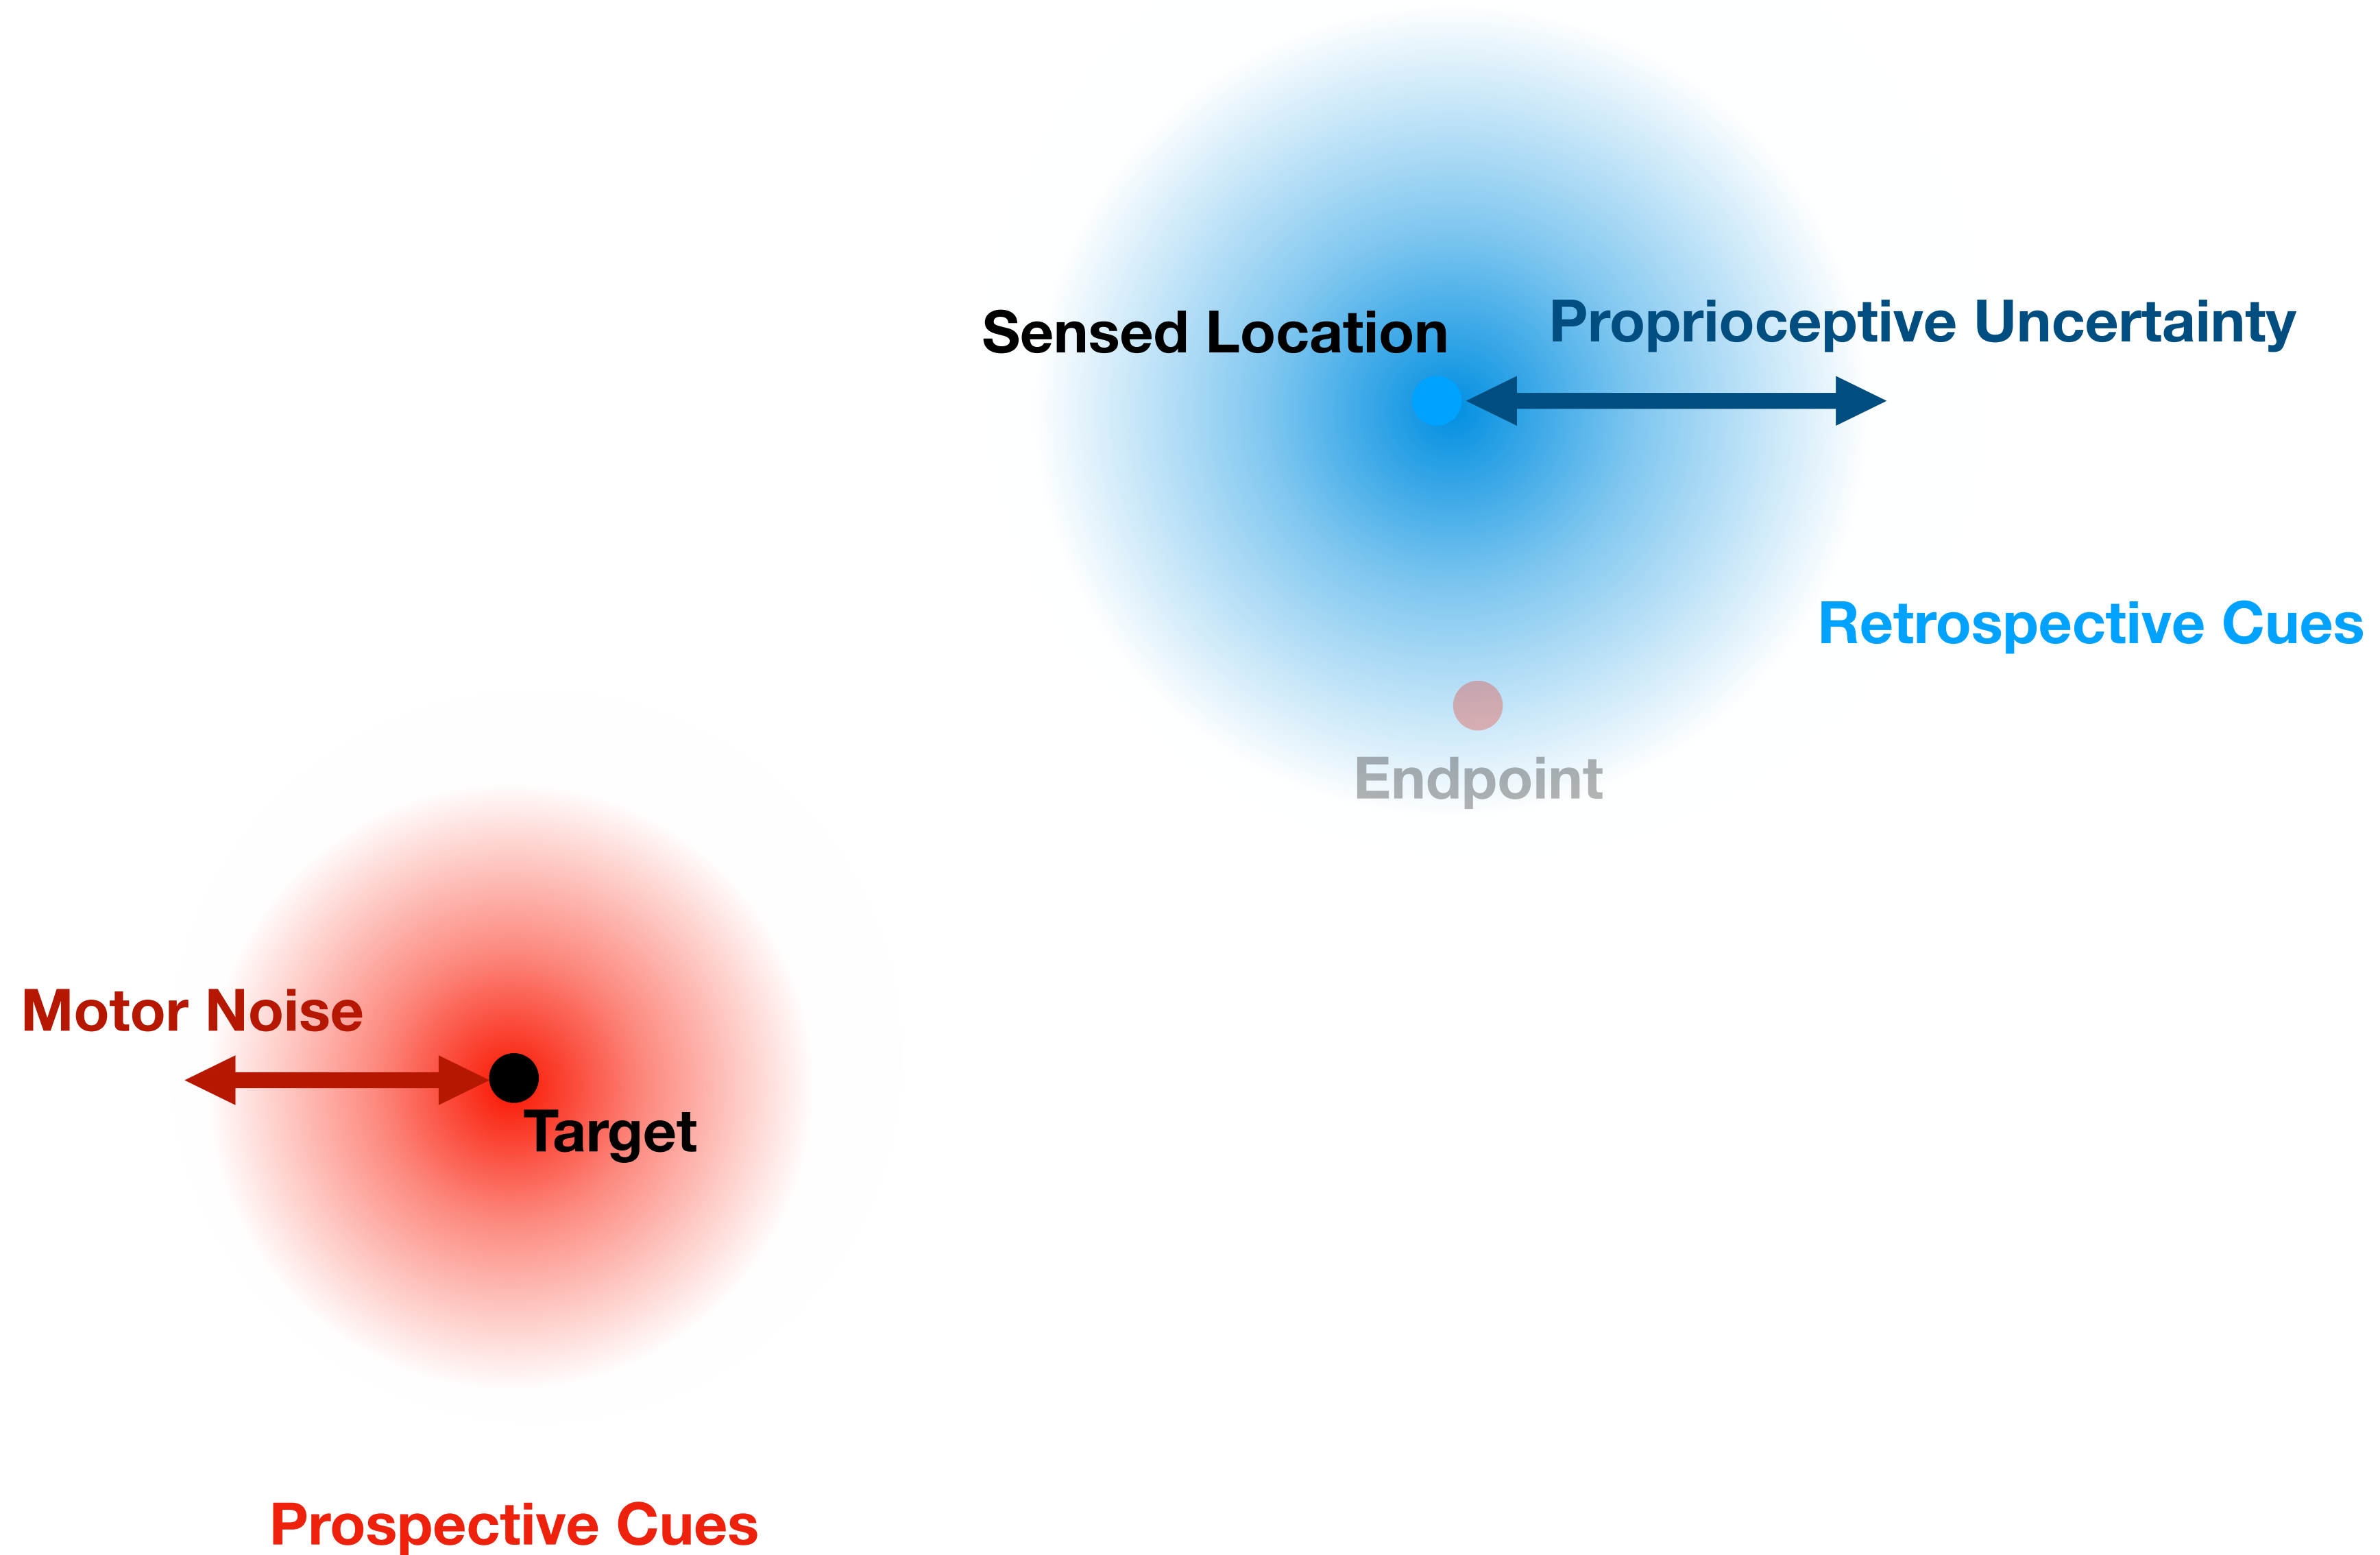 Sensed Location
Proprioceptive Uncertainty
Retrospective Cues
Endpoint
Motor Noise
Target
Prospective Cues